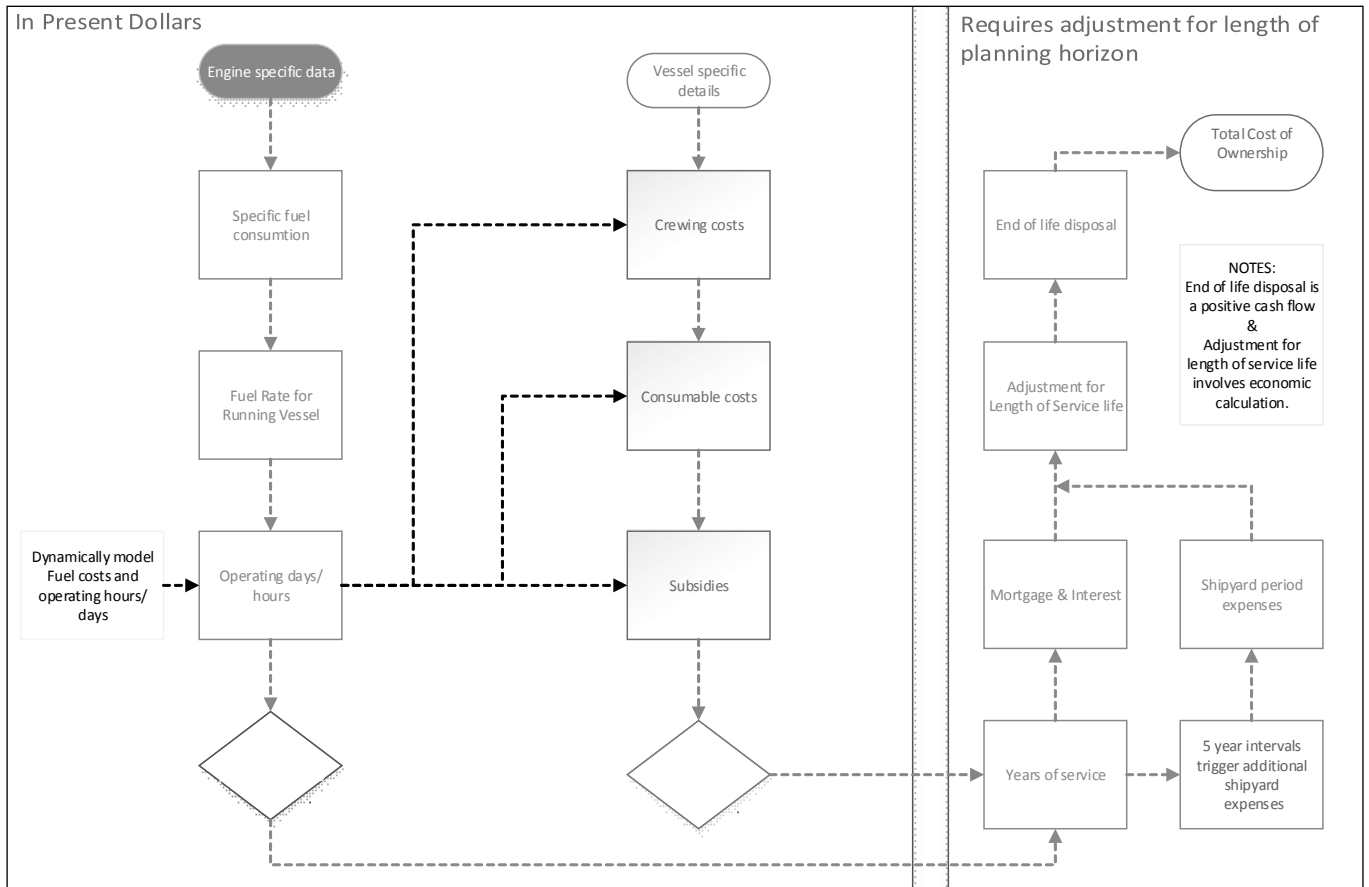 In Present Dollars
Requires adjustment for length of
planning horizon
Engine specific data
Vessel specific
details
Total Cost of
Ownership
Specific fuel
consumtion
Crewing costs
End of life disposal
NOTES:
End of life disposal is
a positive cash flow
&
Adjustment for
length of service life
involves economic
calculation.
Fuel Rate for
Running Vessel
Consumable costs
Adjustment for
Length of Service life
Dynamically model
Fuel costs and
operating hours/
days
Operating days/
hours
Subsidies
Mortgage & Interest
Shipyard period
expenses
Years of service
5 year intervals
trigger additional
shipyard
expenses